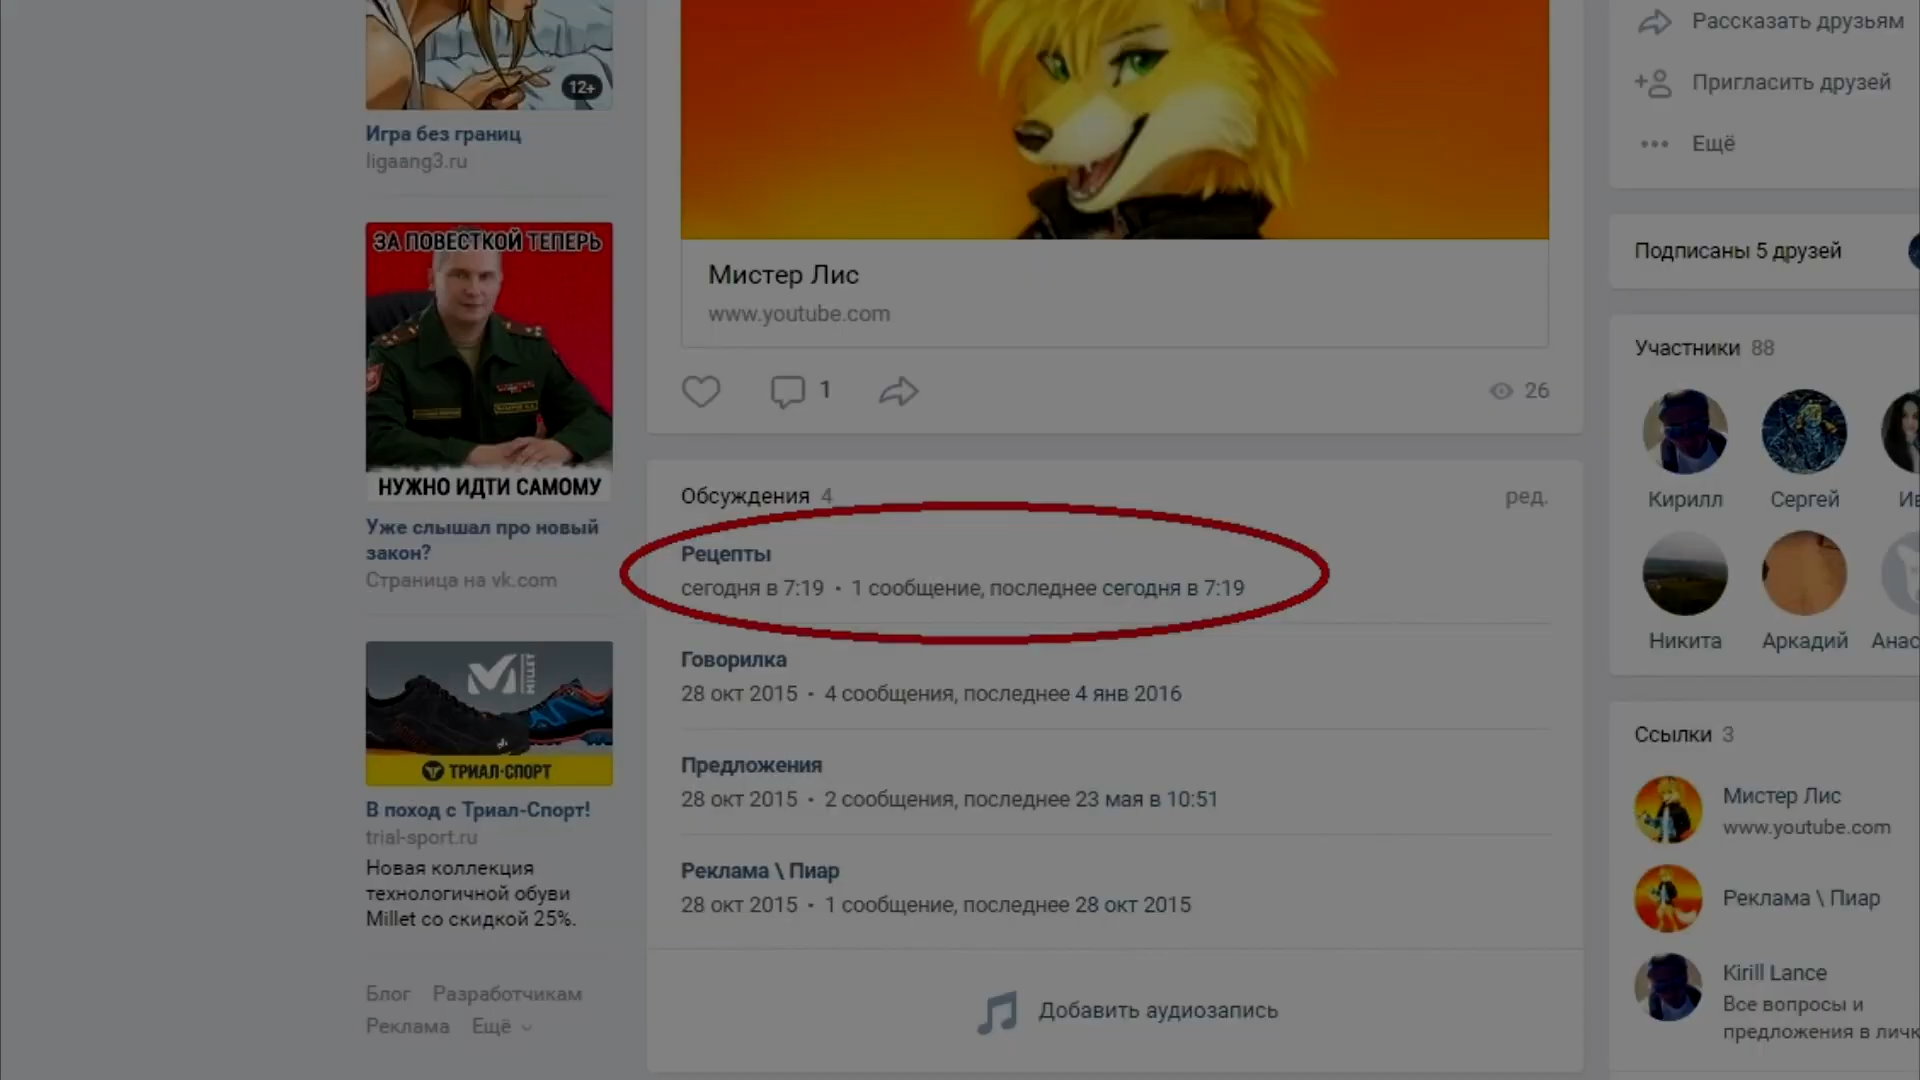 12+
Игра без границ
ligaang3.ru
ЗА ПОВЕСТКОЙ ТЕПЕРЬ
НУЖНО ИДТИ САМОМУ
Уже слышал про новый
закон?
Страница на vk.com
MILLET
ТРИАЛ-СПОРТ
В поход с Триал-Спорт!
trial-sport.ru
Новая коллекция
технологичной обуви
Millet со скидкой 25%.
Блог Разработчикам
Реклама Ещё
Мистер Лис
www.youtube.com
1
26
Обсуждения 4
ред.
Рецепты
сегодня в 7:19 · 1 сообщение, последнее сегодня в 7:19
Говорилка
28 окт 2015 · 4 сообщения, последнее 4 янв 2016
Предложения
28 окт 2015 · 2 сообщения, последнее 23 мая в 10:51
Реклама \ Пиар
28 окт 2015 · 1 сообщение, последнее 28 окт 2015
Добавить аудиозапись
Рассказать друзьям
Пригласить друзей
Ещё
Подписаны 5 друзей
Участники 88
Кирилл Сергей Ив
Никита Аркадий Анас
Ссылки 3
Мистер Лис
www.youtube.com
Реклама \ Пиар
Kirill Lance
Все вопросы и
предложения в личк